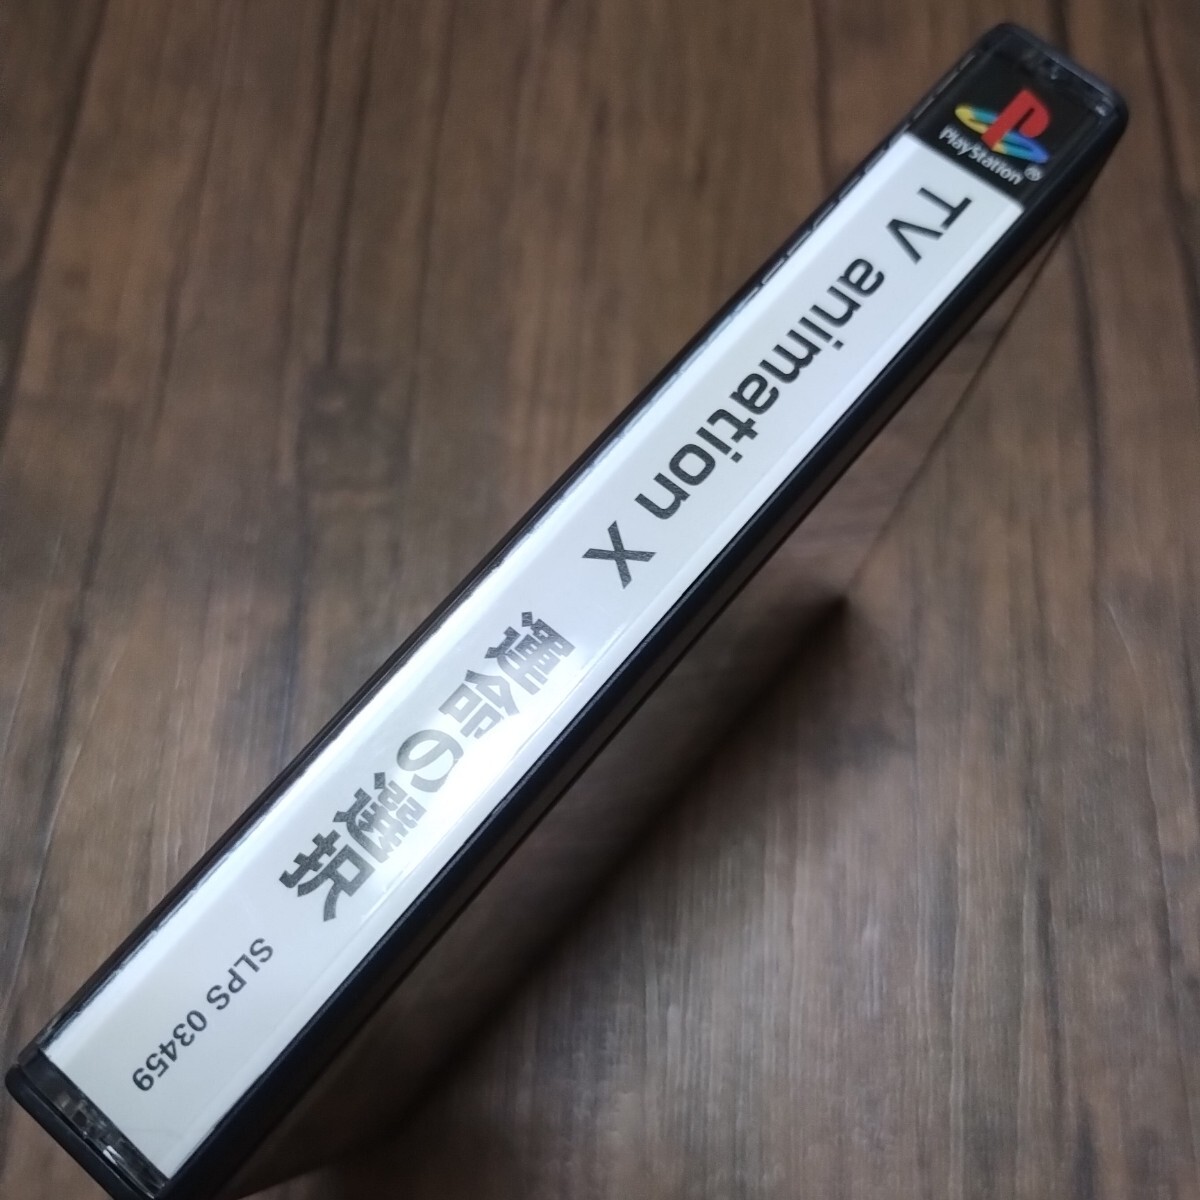 PlayStation®
TV animation X 運命の選択 SLPS 03459